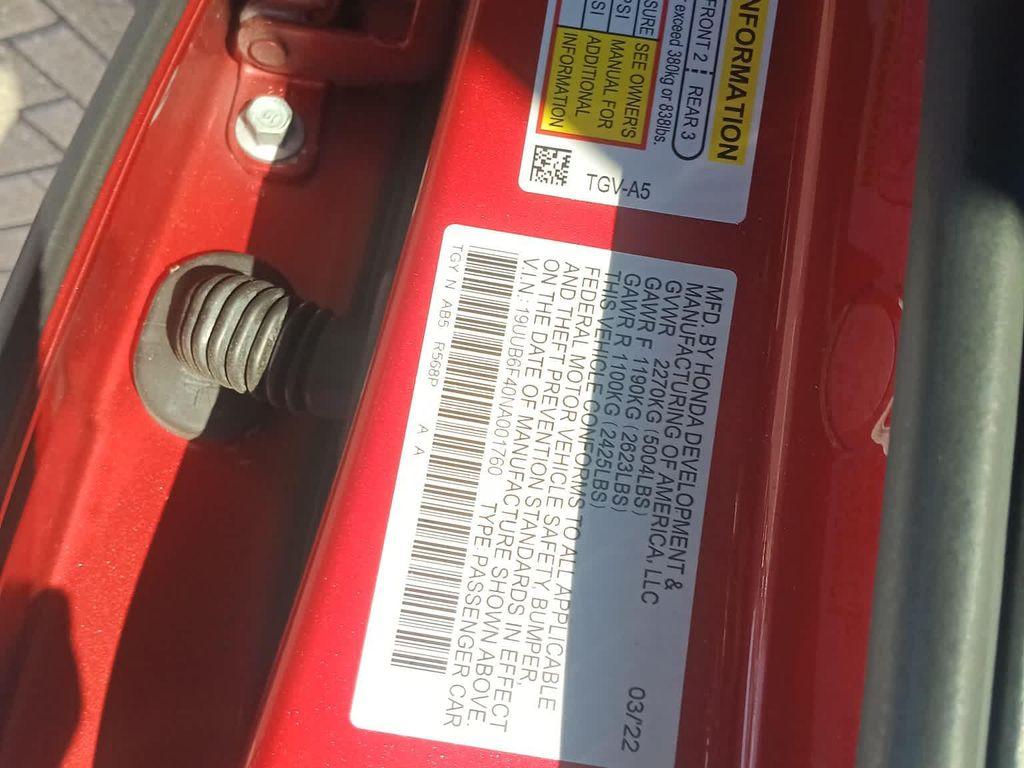 NFORMATION
FRONT 2 REAR 3
exceed 380kg or 838lbs.
SURE SEE OWNER'S
PSI MANUAL FOR
SI ADDITIONAL
INFORMATION
TGV-A5
MFD. BY HONDA DEVELOPMENT &
MANUFACTURING OF AMERICA, LLC 03/22
GVWR 2270KG (5004LBS)
GAWR F 1190KG (2623LBS)
GAWR R 1100KG (2425LBS)
THIS VEHICLE CONFORMS TO ALL APPLICABLE
FEDERAL MOTOR VEHICLE SAFETY, BUMPER,
AND THEFT PREVENTION STANDARDS IN EFFECT
ON THE DATE OF MANUFACTURE SHOWN ABOVE.
V.I.N.: 19UUB6F40NA001760 TYPE:PASSENGER CAR
TGY N AB5 R568P A A